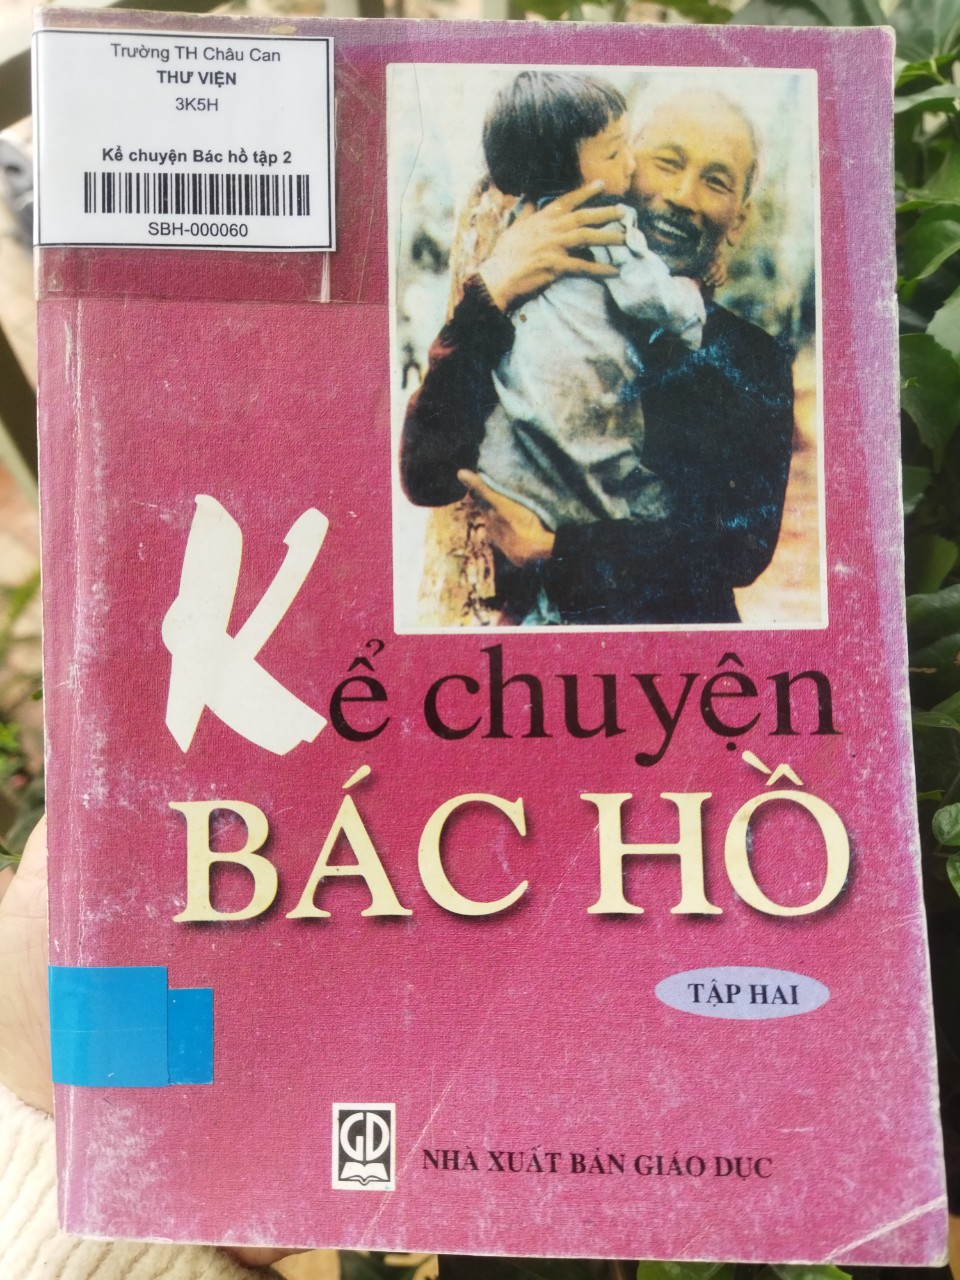 Trường TH Châu Can
THƯ VIỆN
3K5H
Kể chuyện Bác hồ tập 2
SBH-000060
Kể chuyện
BÁC HỒ
TẬP HAI
GD
NHÀ XUẤT BẢN GIÁO DỤC